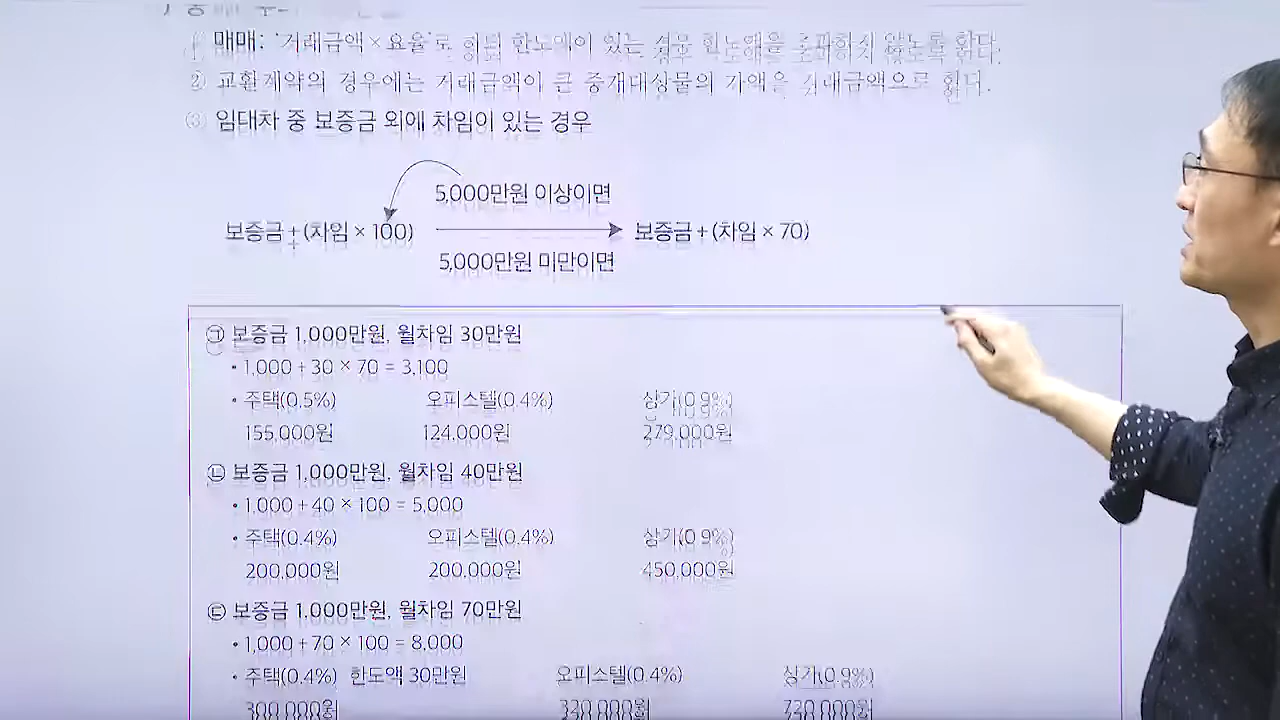 ① 매매: '거래금액 × 요율'로 하되 한도액이 있는 경우 한도액을 초과하지 않도록 한다.
② 교환계약의 경우에는 거래금액이 큰 중개대상물의 가액을 거래금액으로 한다.
③ 임대차 중 보증금 외에 차임이 있는 경우
5,000만원 이상이면
보증금 + (차임 × 100) 보증금 + (차임 × 70)
5,000만원 미만이면
㉠ 보증금 1,000만원, 월차임 30만원
• 1,000 + 30 × 70 = 3,100
• 주택(0.5%) 오피스텔(0.4%) 상가(0.9%)
155,000원 124,000원 279,000원
㉡ 보증금 1,000만원, 월차임 40만원
• 1,000 + 40 × 100 = 5,000
• 주택(0.4%) 오피스텔(0.4%) 상가(0.9%)
200,000원 200,000원 450,000원
㉢ 보증금 1,000만원, 월차임 70만원
• 1,000 + 70 × 100 = 8,000
• 주택(0.4%) 한도액 30만원 오피스텔(0.4%) 상가(0.9%)
300,000원